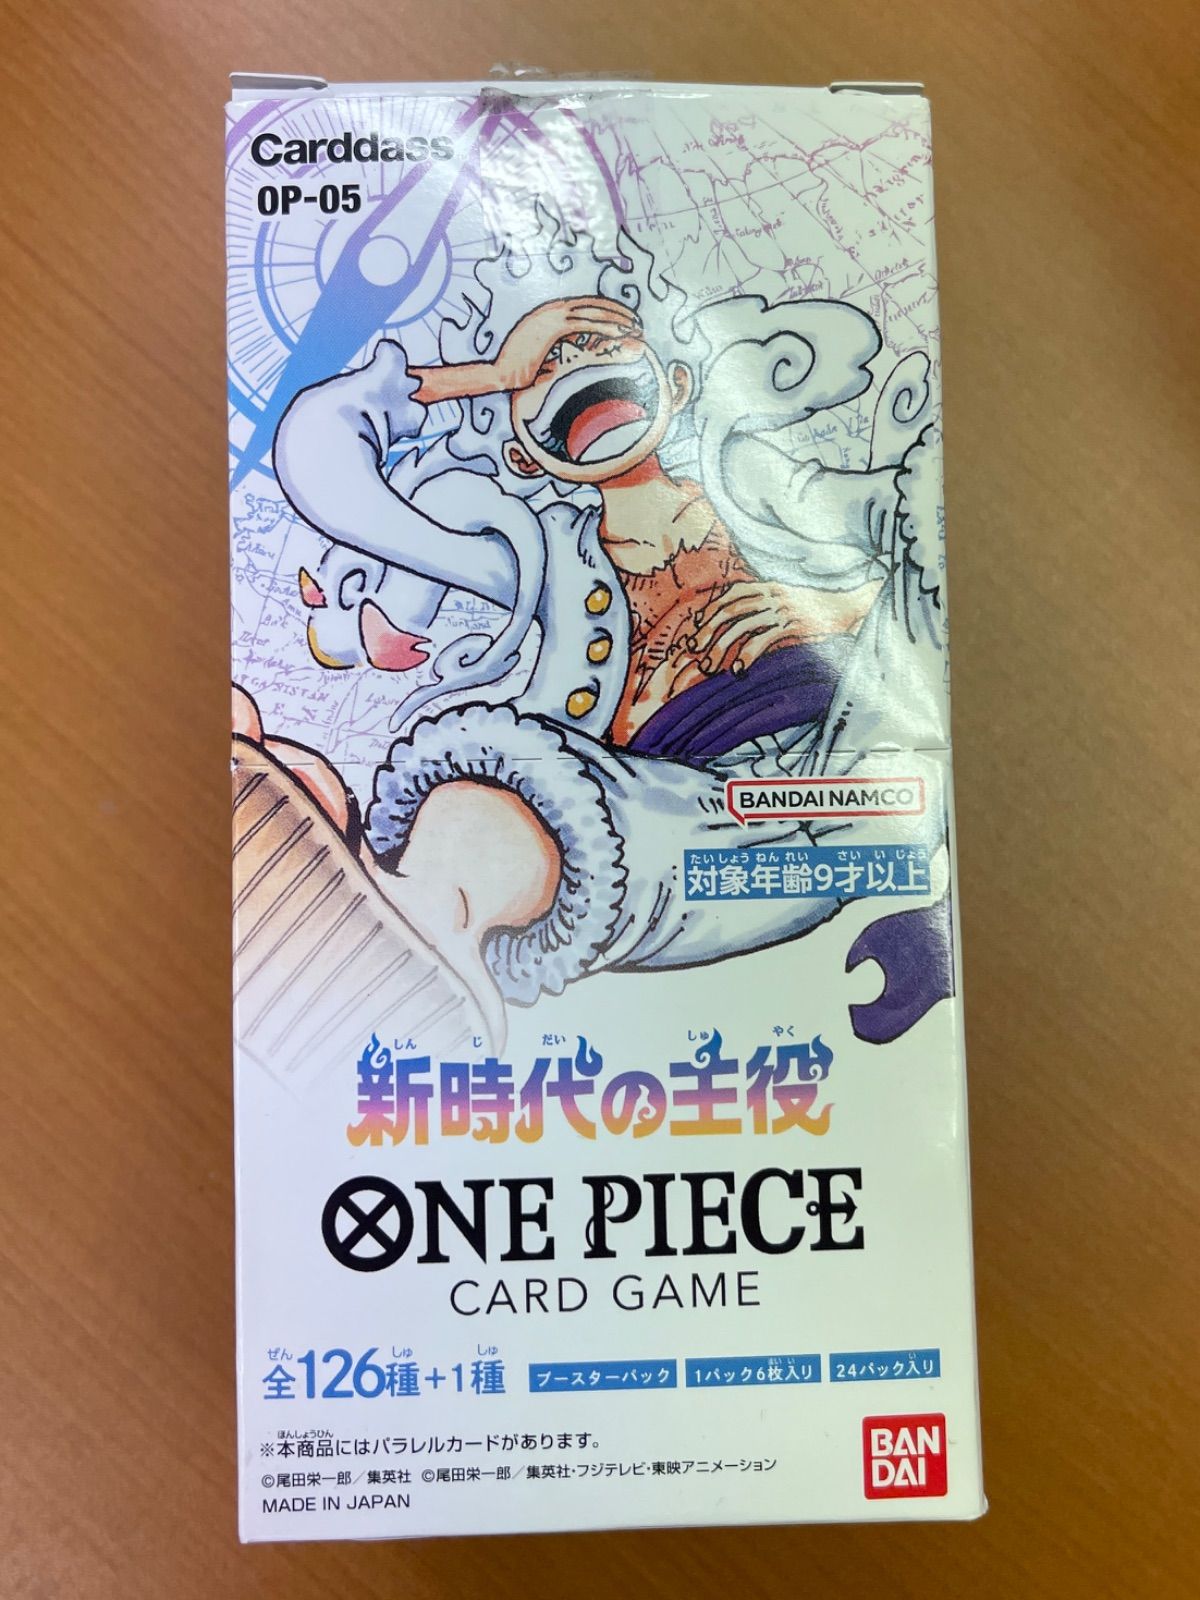 Carddass
OP-05
BANDAI NAMCO
たいしょうねんれい さいいじょう
対象年齢9才以上
しんじだい しゅやく
新時代の主役
ONE PIECE
CARD GAME
ぜん しゅ しゅ
全126種+1種
ブースターパック
はいい
1パック6枚入り
い
24パック入り
ほんしょうひん
※本商品にはパラレルカードがあります。
©尾田栄一郎／集英社 ©尾田栄一郎／集英社・フジテレビ・東映アニメーション
MADE IN JAPAN
BAN
DAI